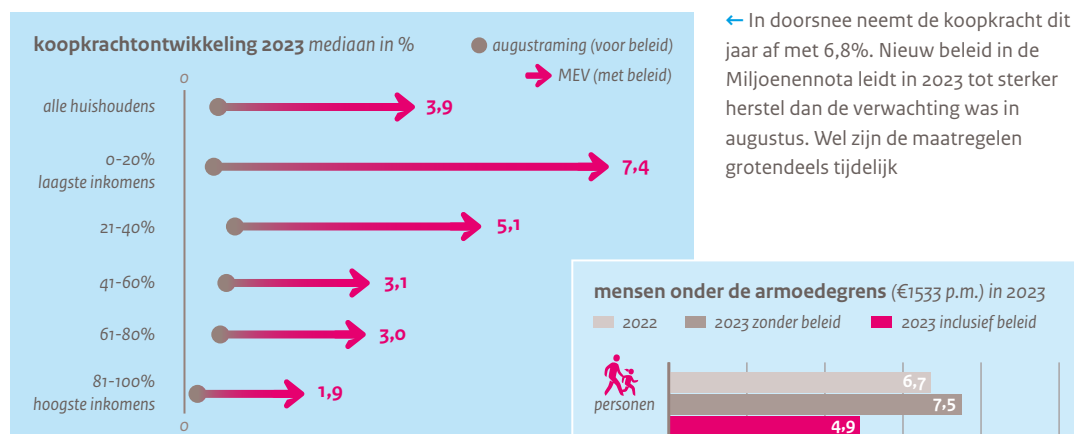 koopkrachtontwikkeling 2023 mediaan in %
augustraming (voor beleid)
MEV (met beleid)
0
alle huishoudens
3,9
0-20%
laagste inkomens
7,4
21-40%
5,1
41-60%
3,1
61-80%
3,0
81-100%
hoogste inkomens
1,9
0
← In doorsnee neemt de koopkracht dit
jaar af met 6,8%. Nieuw beleid in de
Miljoenennota leidt in 2023 tot sterker
herstel dan de verwachting was in
augustus. Wel zijn de maatregelen
grotendeels tijdelijk
mensen onder de armoedegrens (€1533 p.m.) in 2023
2022
2023 zonder beleid
2023 inclusief beleid
personen
6,7
7,5
4,9